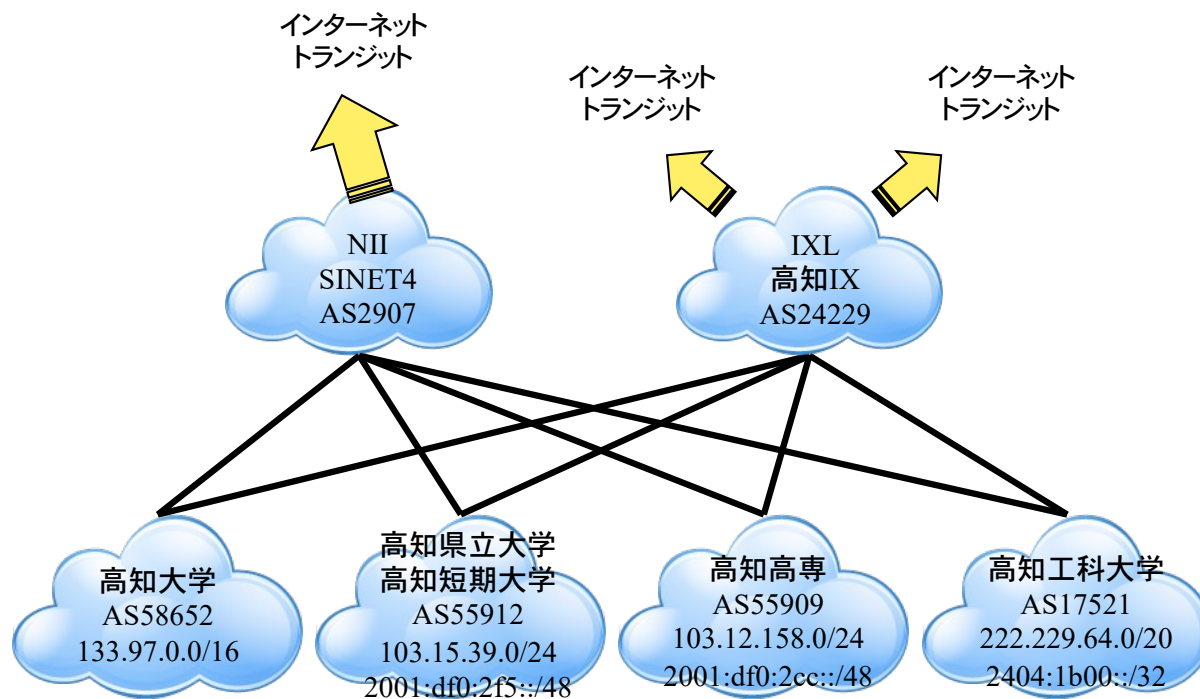 インターネット
トランジット
インターネット
トランジット
インターネット
トランジット
NII
SINET4
AS2907
IXL
高知IX
AS24229
高知大学
AS58652
133.97.0.0/16
高知県立大学
高知短期大学
AS55912
103.15.39.0/24
2001:df0:2f5::/48
高知高専
AS55909
103.12.158.0/24
2001:df0:2cc::/48
高知工科大学
AS17521
222.229.64.0/20
2404:1b00::/32